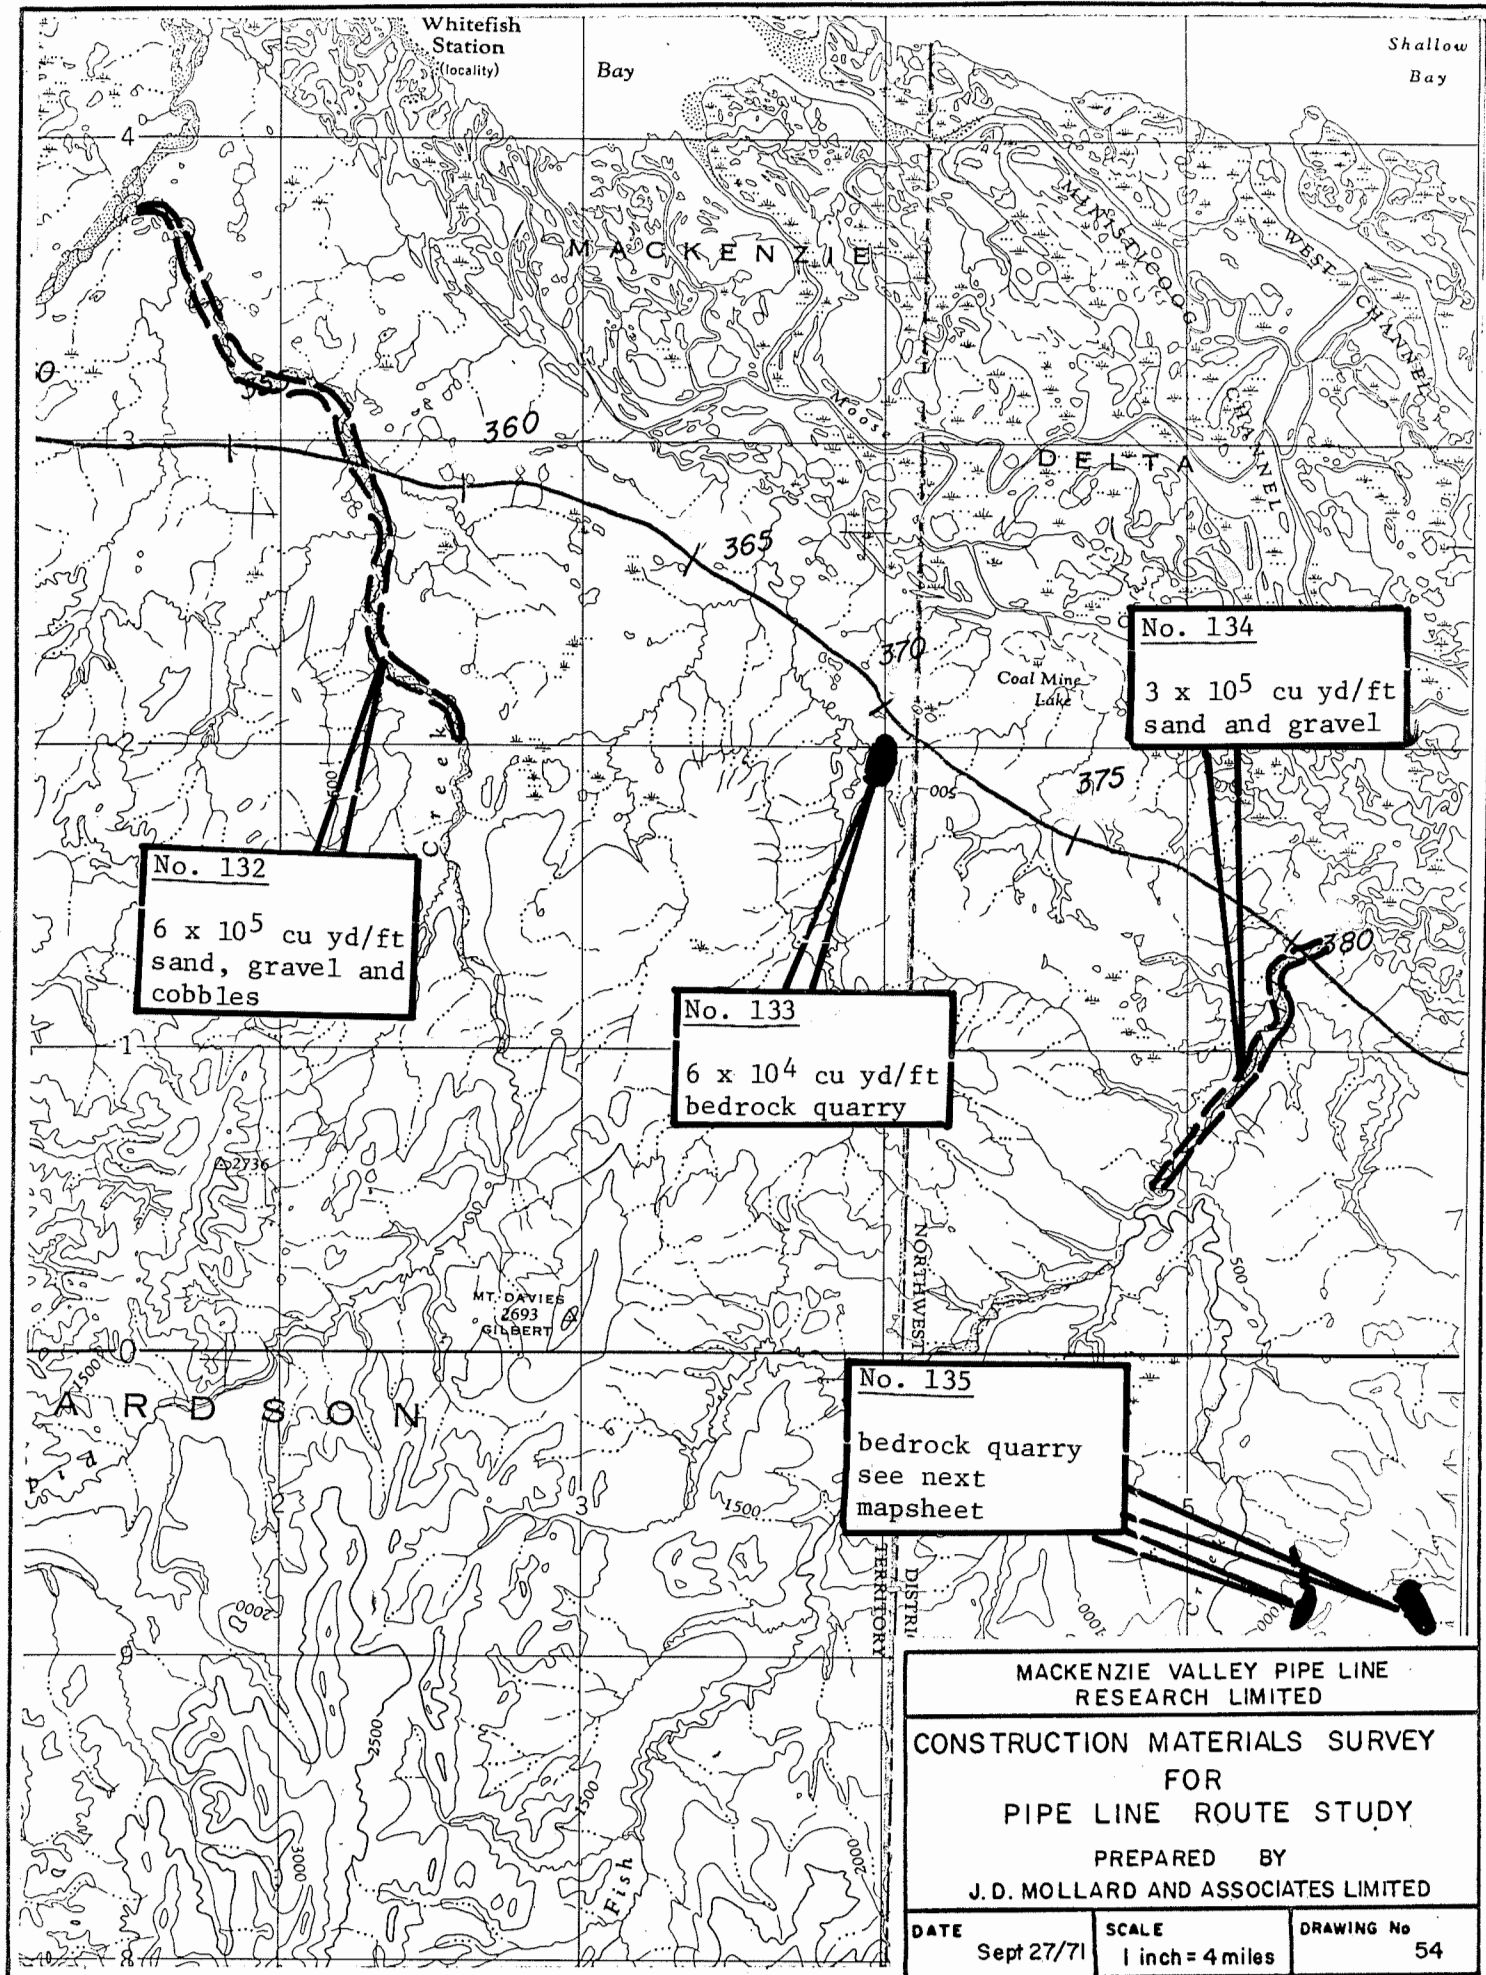 Whitefish
Station
(locality)
Bay
Shallow
Bay
4
MACKENZIE
MINASTICOOG
CHANNEL
WEST
CHANNEL
Moose
DELTA
3
360
365
370
Coal Mine
Lake
No. 134
3 x 10⁵ cu yd/ft
sand and gravel
2
600
Creek
500
375
380
No. 132
6 x 10⁵ cu yd/ft
sand, gravel and
cobbles
No. 133
6 x 10⁴ cu yd/ft
bedrock quarry
1
2736
NORTHWEST
500
7
MT. DAVIES
2693
GILBERT
0
1500
ARDSON
No. 135
bedrock quarry
see next
mapsheet
2
3
1500
5
TERRITORY
DISTRI
1000
2000
9
2500
1500
3000
Fish
2000
8
MACKENZIE VALLEY PIPE LINE
RESEARCH LIMITED
CONSTRUCTION MATERIALS SURVEY
FOR
PIPE LINE ROUTE STUDY
PREPARED BY
J. D. MOLLARD AND ASSOCIATES LIMITED
DATE
Sept 27/71
SCALE
1 inch = 4 miles
DRAWING No
54